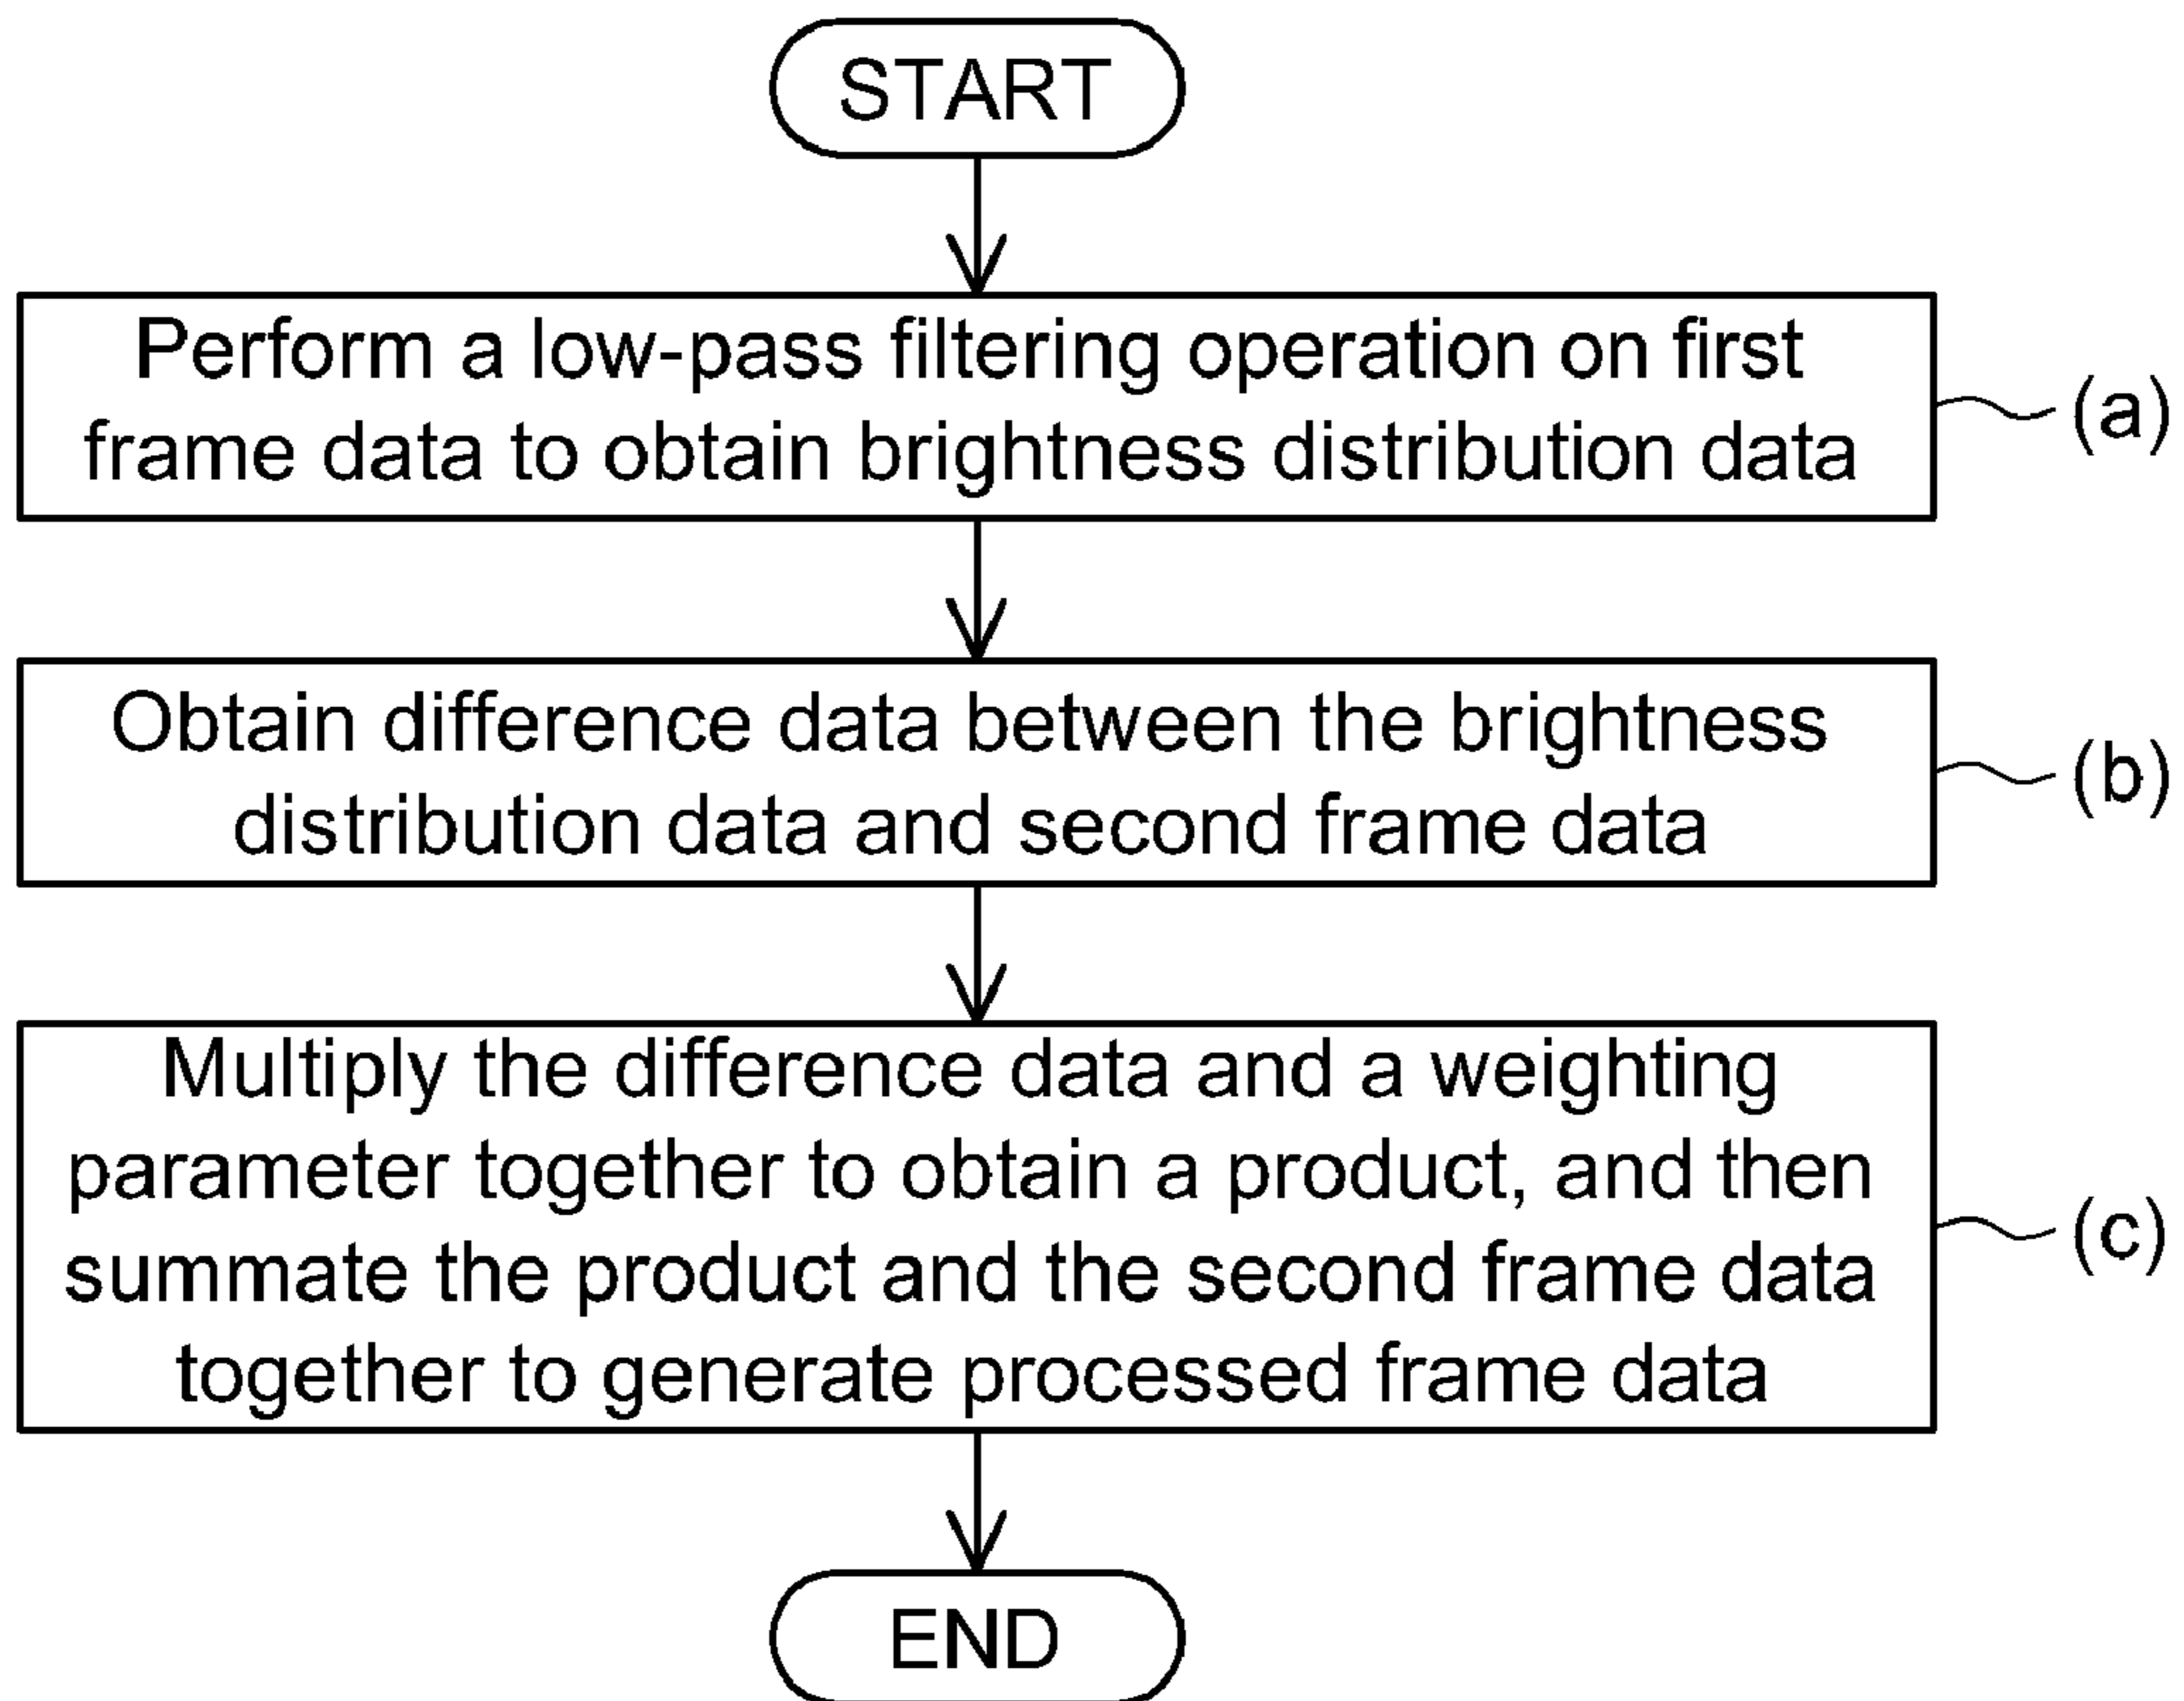 START
Perform a low-pass filtering operation on first
frame data to obtain brightness distribution data
(a)
Obtain difference data between the brightness
distribution data and second frame data
(b)
Multiply the difference data and a weighting
parameter together to obtain a product, and then
summate the product and the second frame data
together to generate processed frame data
(c)
END